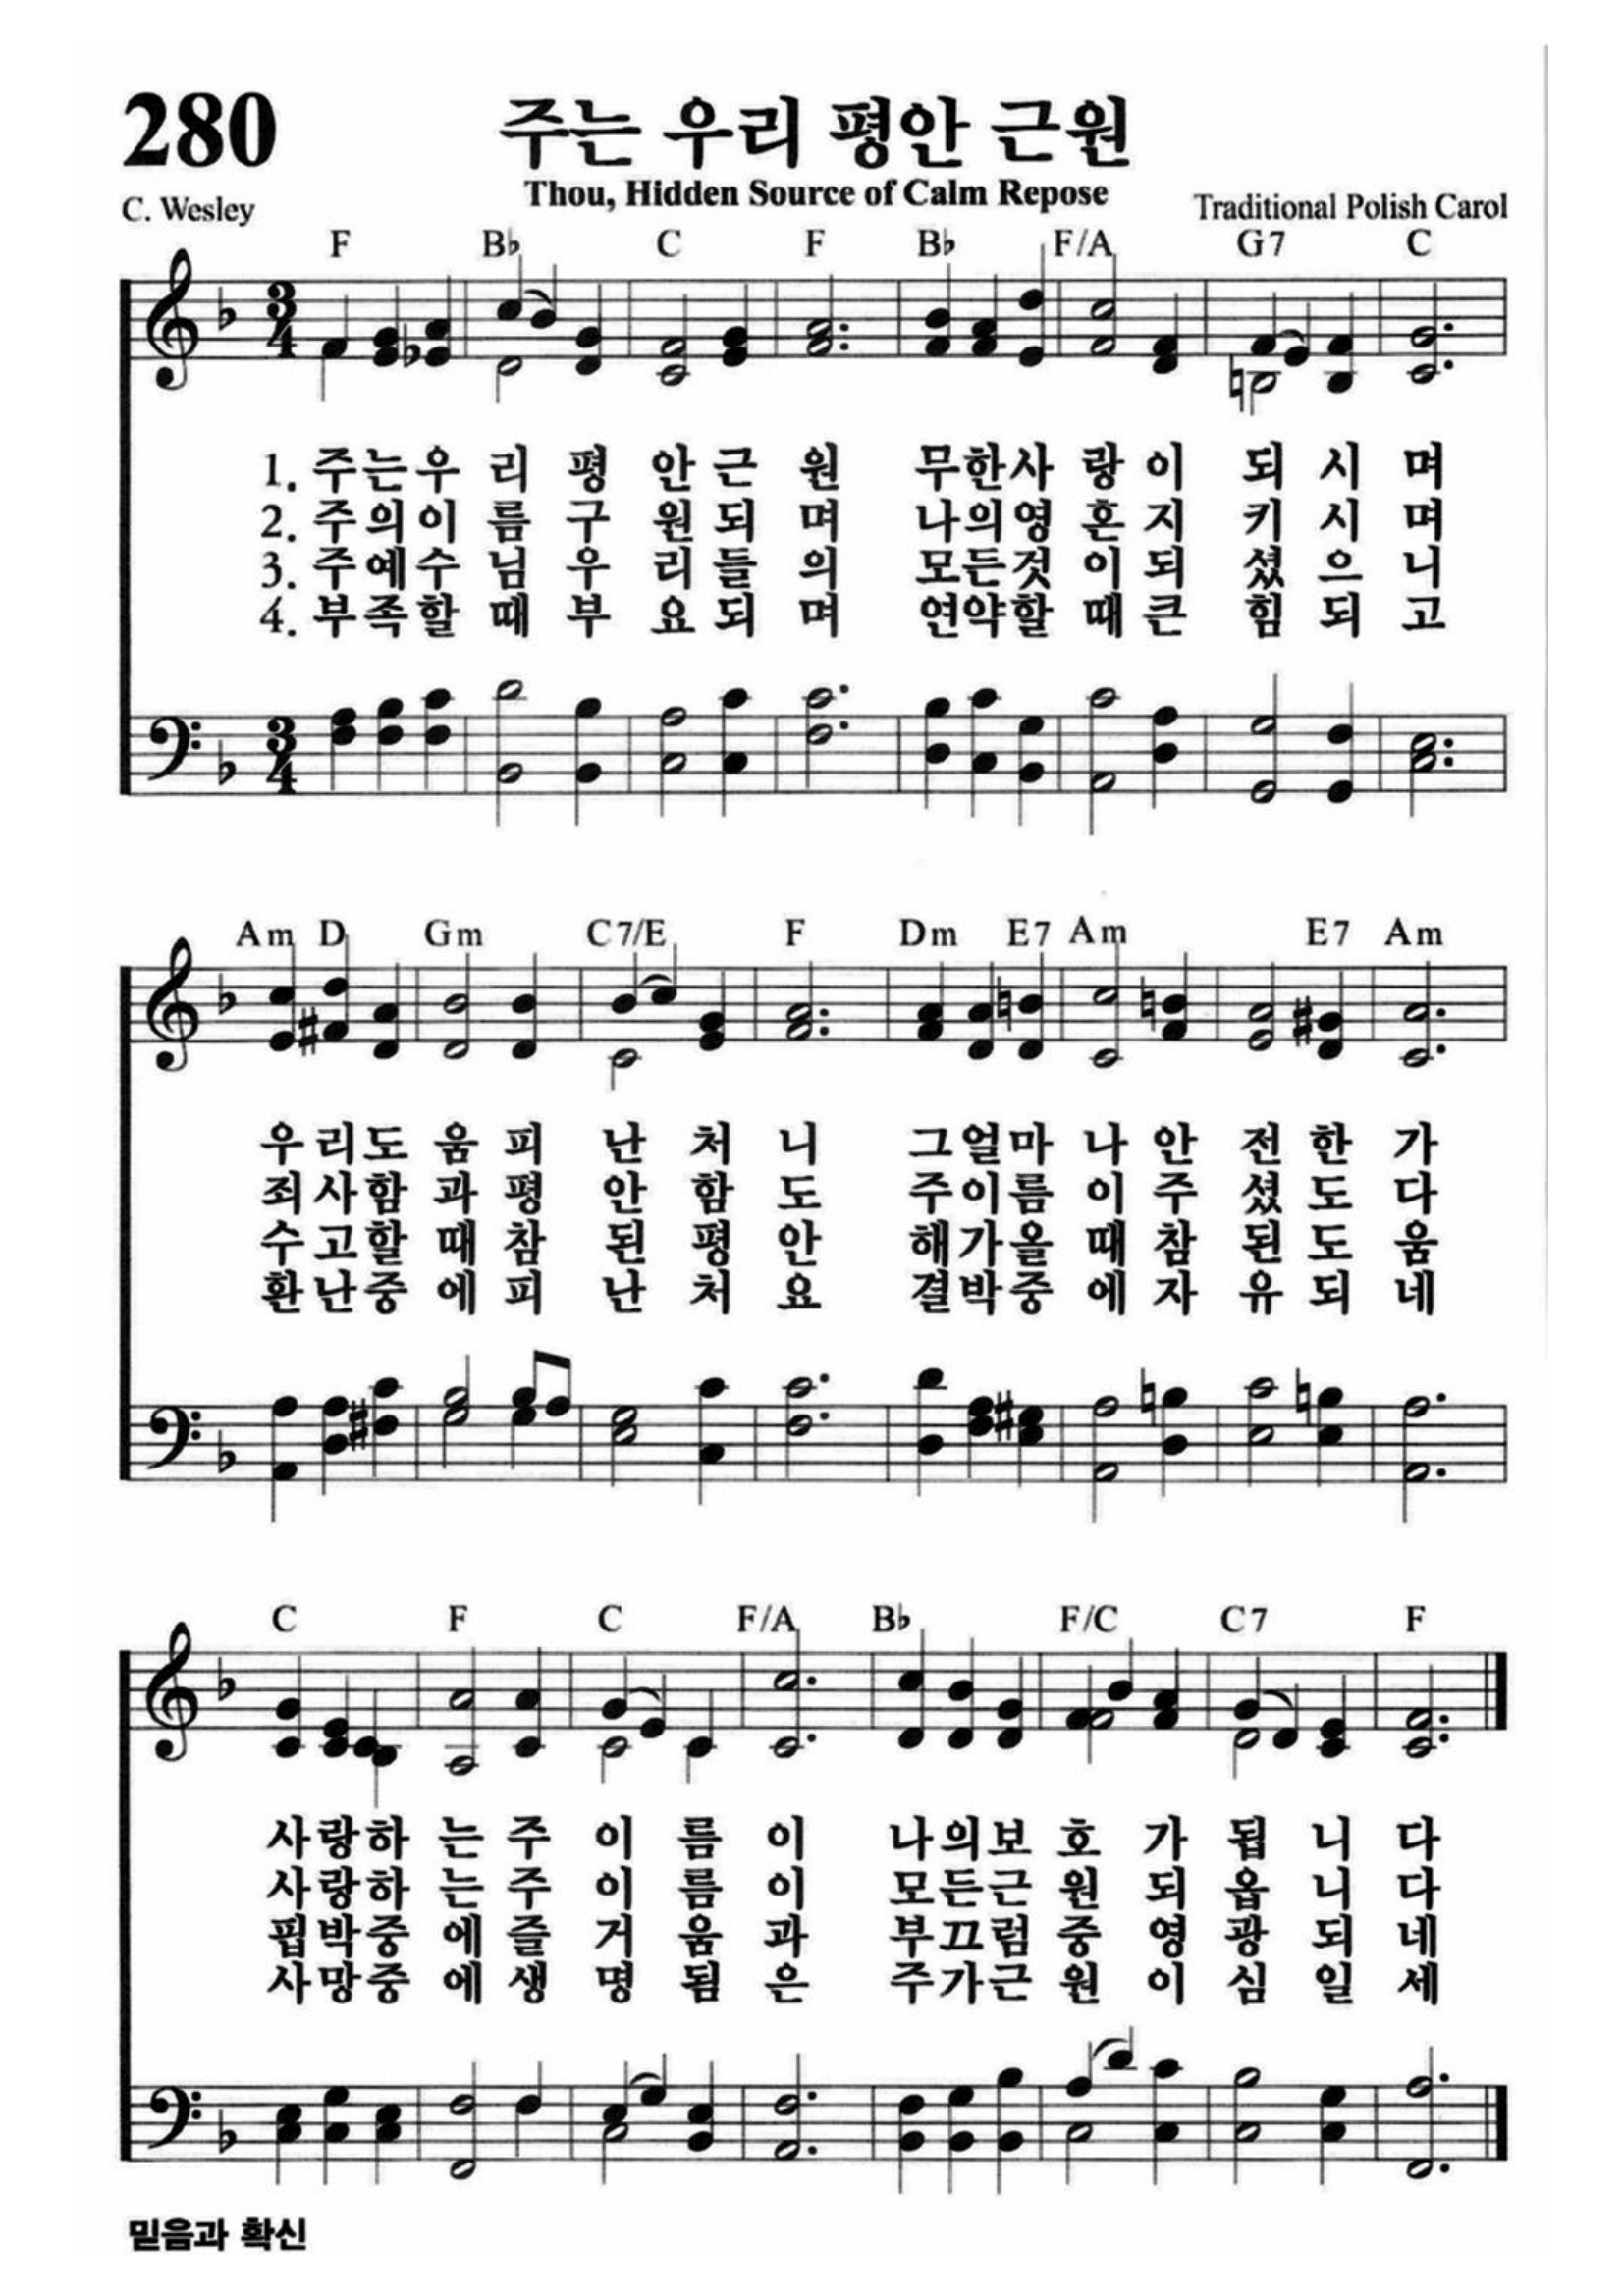 280
주는 우리 평안 근원
Thou, Hidden Source of Calm Repose
C. Wesley
Traditional Polish Carol
F B♭ C F B♭ F/A G7 C
3/4
1. 주는우 리 평 안근 원 무한사 랑이 되 시 며
2. 주의이 름 구 원되 며 나의영 혼지 키 시 며
3. 주예수 님 우 리들 의 모든것 이되 셨 으 니
4. 부족할 때 부 요되 며 연약할 때큰 힘 되 고
3/4
Am D Gm C7/E F Dm E7 Am E7 Am
우리도 움 피 난 처 니 그얼마 나 안 전 한 가
죄사함 과 평 안 함 도 주이름 이 주 셨 도 다
수고할 때 참 된 평 안 해가올 때 참 된 도 움
환난중 에 피 난 처 요 결박중 에 자 유 되 네
C F C F/A B♭ F/C C7 F
사랑하 는 주 이 름 이 나의보 호 가 됩 니 다
사랑하 는 주 이 름 이 모든근 원 되 옵 니 다
핍박중 에 즐 거 움 과 부끄럼 중 영 광 되 네
사망중 에 생 명 됨 은 주가근 원 이 심 일 세
믿음과 확신